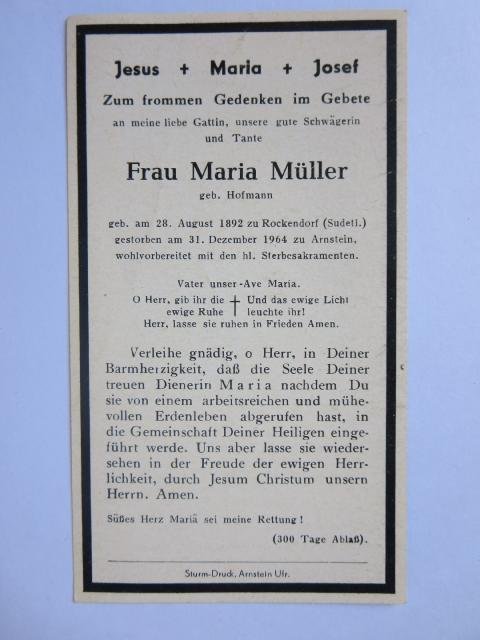 Jesus + Maria + Josef
Zum frommen Gedenken im Gebete
an meine liebe Gattin, unsere gute Schwägerin
und Tante
Frau Maria Müller
geb. Hofmann
geb. am 28. August 1892 zu Rockendorf (Sudetl.)
gestorben am 31. Dezember 1964 zu Arnstein,
wohlvorbereitet mit den hl. Sterbesakramenten.
Vater unser - Ave Maria.
O Herr, gib ihr die † Und das ewige Licht
ewige Ruhe leuchte ihr!
Herr, lasse sie ruhen in Frieden Amen.
Verleihe gnädig, o Herr, in Deiner
Barmherzigkeit, daß die Seele Deiner
treuen Dienerin Maria nachdem Du
sie von einem arbeitsreichen und mühe-
vollen Erdenleben abgerufen hast, in
die Gemeinschaft Deiner Heiligen einge-
führt werde. Uns aber lasse sie wieder-
sehen in der Freude der ewigen Herr-
lichkeit, durch Jesum Christum unsern
Herrn. Amen.
Süßes Herz Mariä sei meine Rettung!
(300 Tage Ablaß).
Sturm-Druck, Arnstein Ufr.